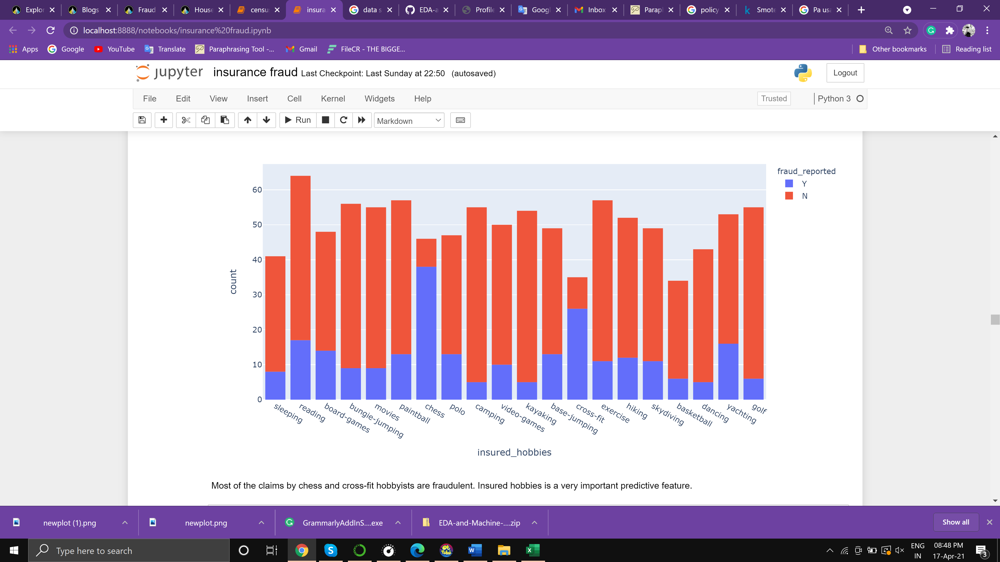 Explor Blogs Fraud House census insura data s EDA-a Profile Googl Inbox Parapl policy Smote Pa usa
localhost:8888/notebooks/insurance%20fraud.ipynb
Apps Google YouTube Translate Paraphrasing Tool -... Gmail FileCR - THE BIGGE... Other bookmarks Reading list
jupyter insurance fraud Last Checkpoint: Last Sunday at 22:50 (autosaved) Logout
File Edit View Insert Cell Kernel Widgets Help Trusted Python 3
Run Markdown
fraud_reported
Y
N
60
50
40
30
20
10
0
count
sleeping reading board-games bungie-jumping movies paintball chess polo camping video-games kayaking base-jumping cross-fit exercise hiking skydiving basketball dancing yachting golf
insured_hobbies
Most of the claims by chess and cross-fit hobbyists are fraudulent. Insured hobbies is a very important predictive feature.
newplot (1).png newplot.png GrammarlyAddInS....exe EDA-and-Machine-....zip Show all
Type here to search
ENG
IN
08:48 PM
17-Apr-21
3